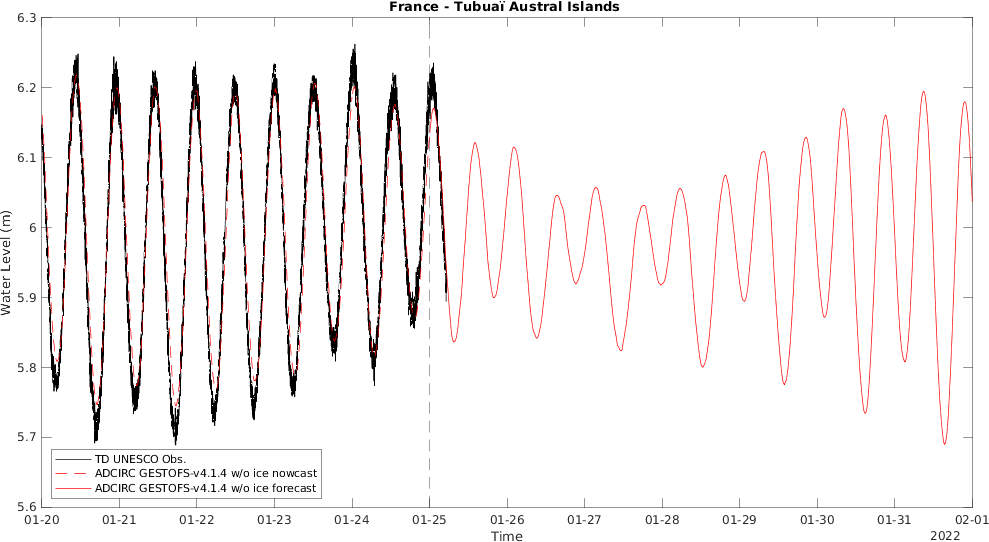 France - Tubuaï Austral Islands
6.3
6.2
6.1
6
5.9
5.8
5.7
5.6
Water Level (m)
TD UNESCO Obs.
ADCIRC GESTOFS-v4.1.4 w/o ice nowcast
ADCIRC GESTOFS-v4.1.4 w/o ice forecast
01-20 01-21 01-22 01-23 01-24 01-25 01-26 01-27 01-28 01-29 01-30 01-31 02-01
Time
2022